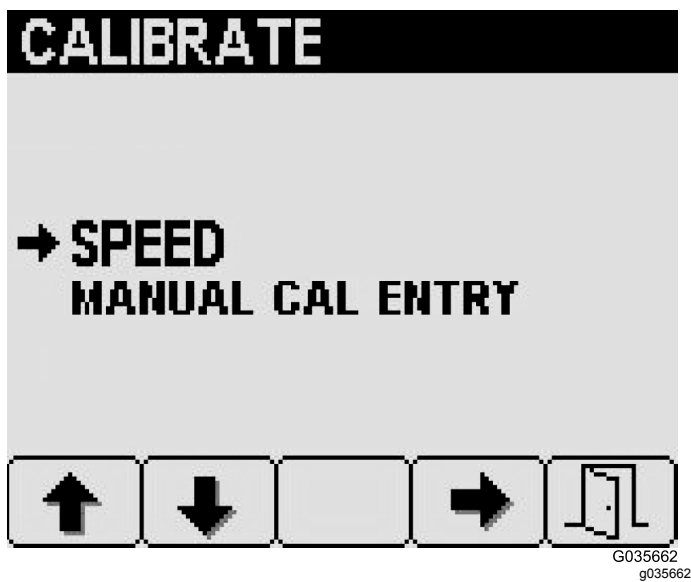 CALIBRATE
SPEED
MANUAL CAL ENTRY
G035662
g035662